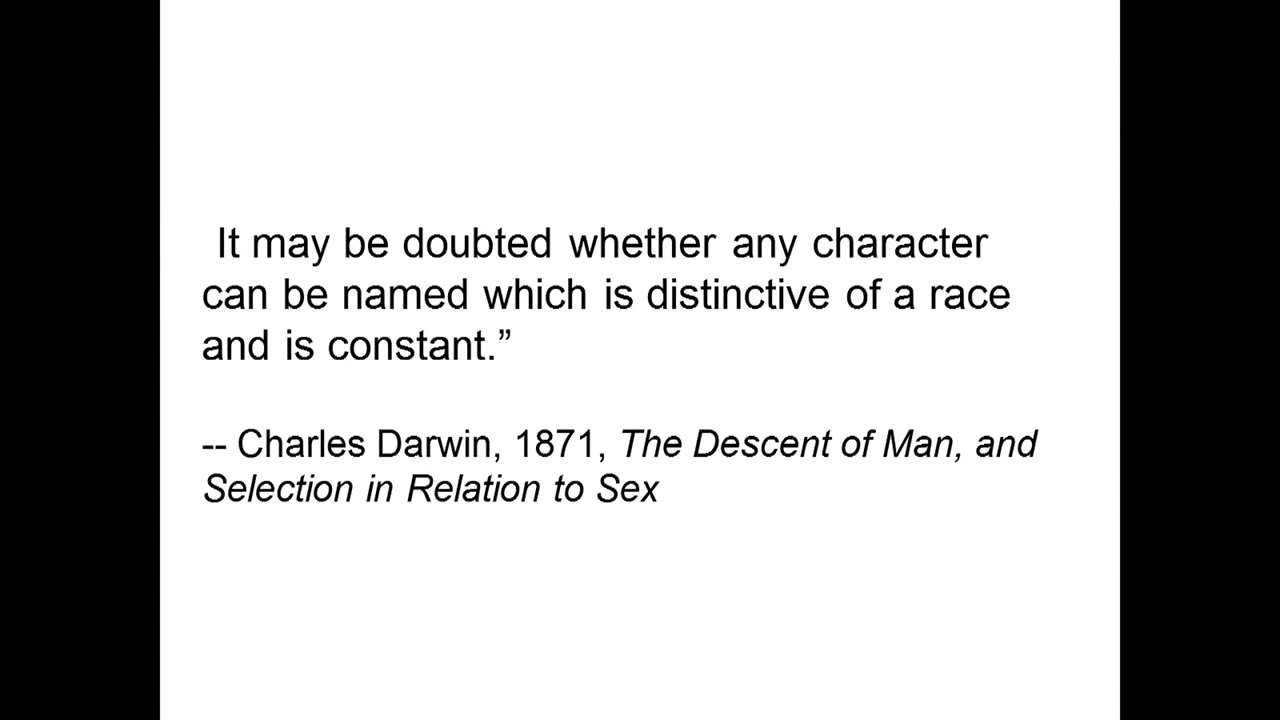 It may be doubted whether any character
can be named which is distinctive of a race
and is constant.”
-- Charles Darwin, 1871, The Descent of Man, and
Selection in Relation to Sex